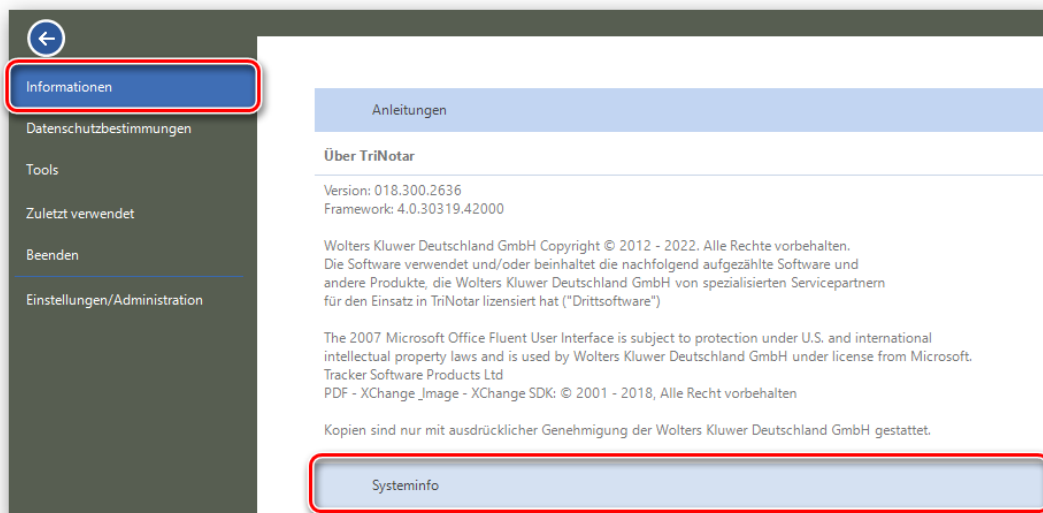 Informationen
Datenschutzbestimmungen
Tools
Zuletzt verwendet
Beenden
Einstellungen/Administration
Anleitungen
Über TriNotar
Version: 018.300.2636
Framework: 4.0.30319.42000
Wolters Kluwer Deutschland GmbH Copyright © 2012 - 2022. Alle Rechte vorbehalten.
Die Software verwendet und/oder beinhaltet die nachfolgend aufgezählte Software und
andere Produkte, die Wolters Kluwer Deutschland GmbH von spezialisierten Servicepartnern
für den Einsatz in TriNotar lizensiert hat ("Drittsoftware")
The 2007 Microsoft Office Fluent User Interface is subject to protection under U.S. and international
intellectual property laws and is used by Wolters Kluwer Deutschland GmbH under license from Microsoft.
Tracker Software Products Ltd
PDF - XChange_Image - XChange SDK: © 2001 - 2018, Alle Recht vorbehalten
Kopien sind nur mit ausdrücklicher Genehmigung der Wolters Kluwer Deutschland GmbH gestattet.
Systeminfo